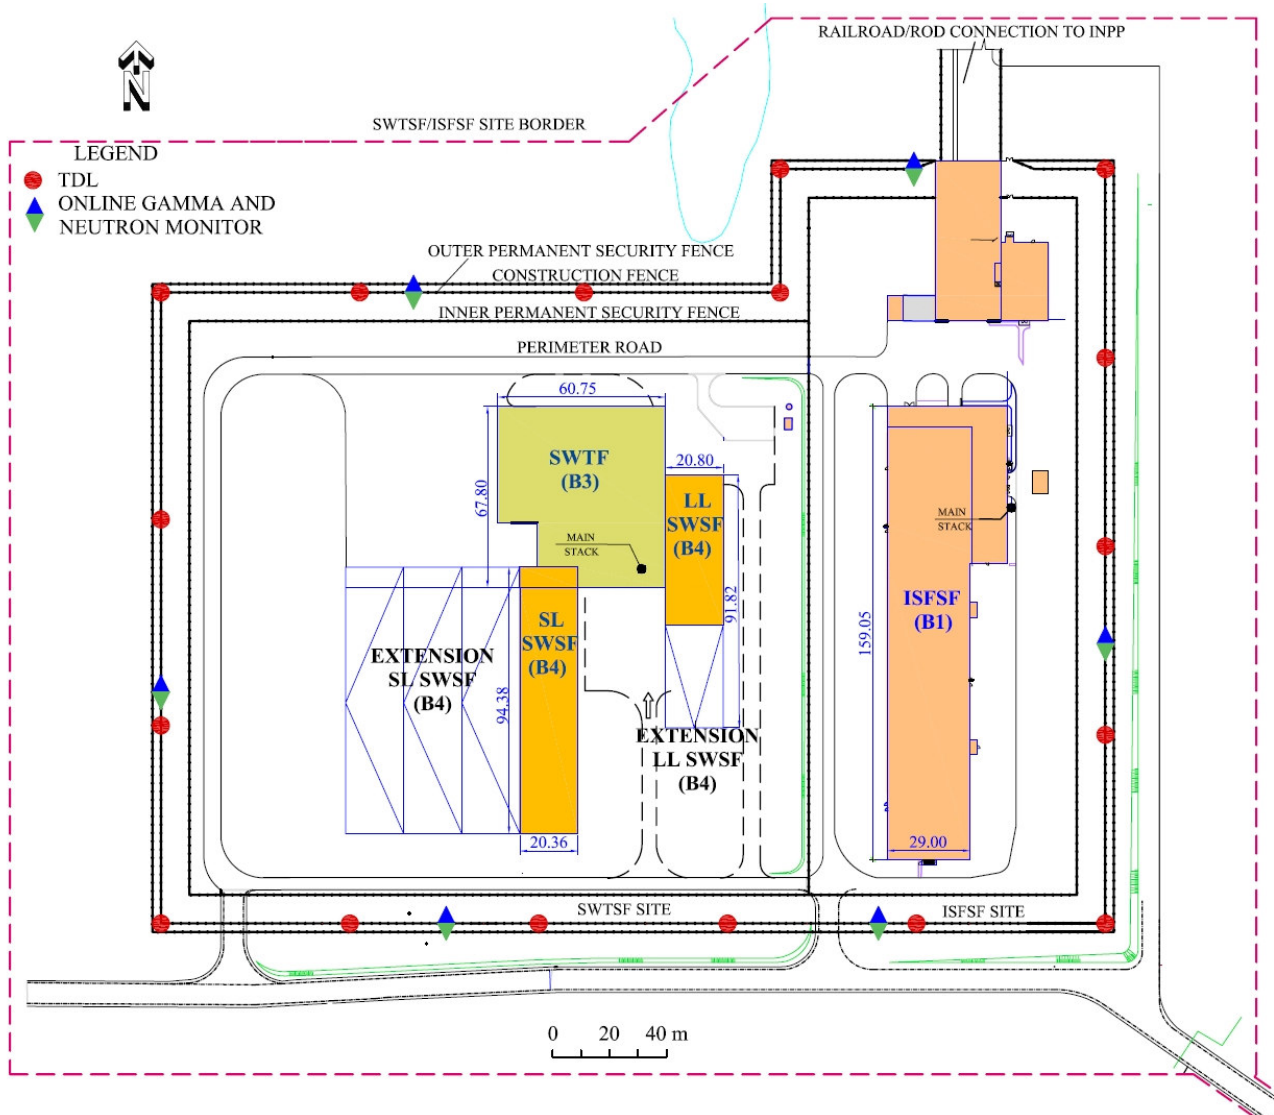 RAILROAD/ROD CONNECTION TO INPP
N
SWTSF/ISFSF SITE BORDER
LEGEND
TDL
ONLINE GAMMA AND
NEUTRON MONITOR
OUTER PERMANENT SECURITY FENCE
CONSTRUCTION FENCE
INNER PERMANENT SECURITY FENCE
PERIMETER ROAD
60.75
SWTF
(B3)
67.80
MAIN
STACK
20.80
LL
SWSF
(B4)
91.82
MAIN
STACK
ISFSF
(B1)
159.05
29.00
SL
SWSF
(B4)
EXTENSION
SL SWSF
(B4)
94.38
20.36
EXTENSION
LL SWSF
(B4)
SWTSF SITE
ISFSF SITE
0 20 40 m